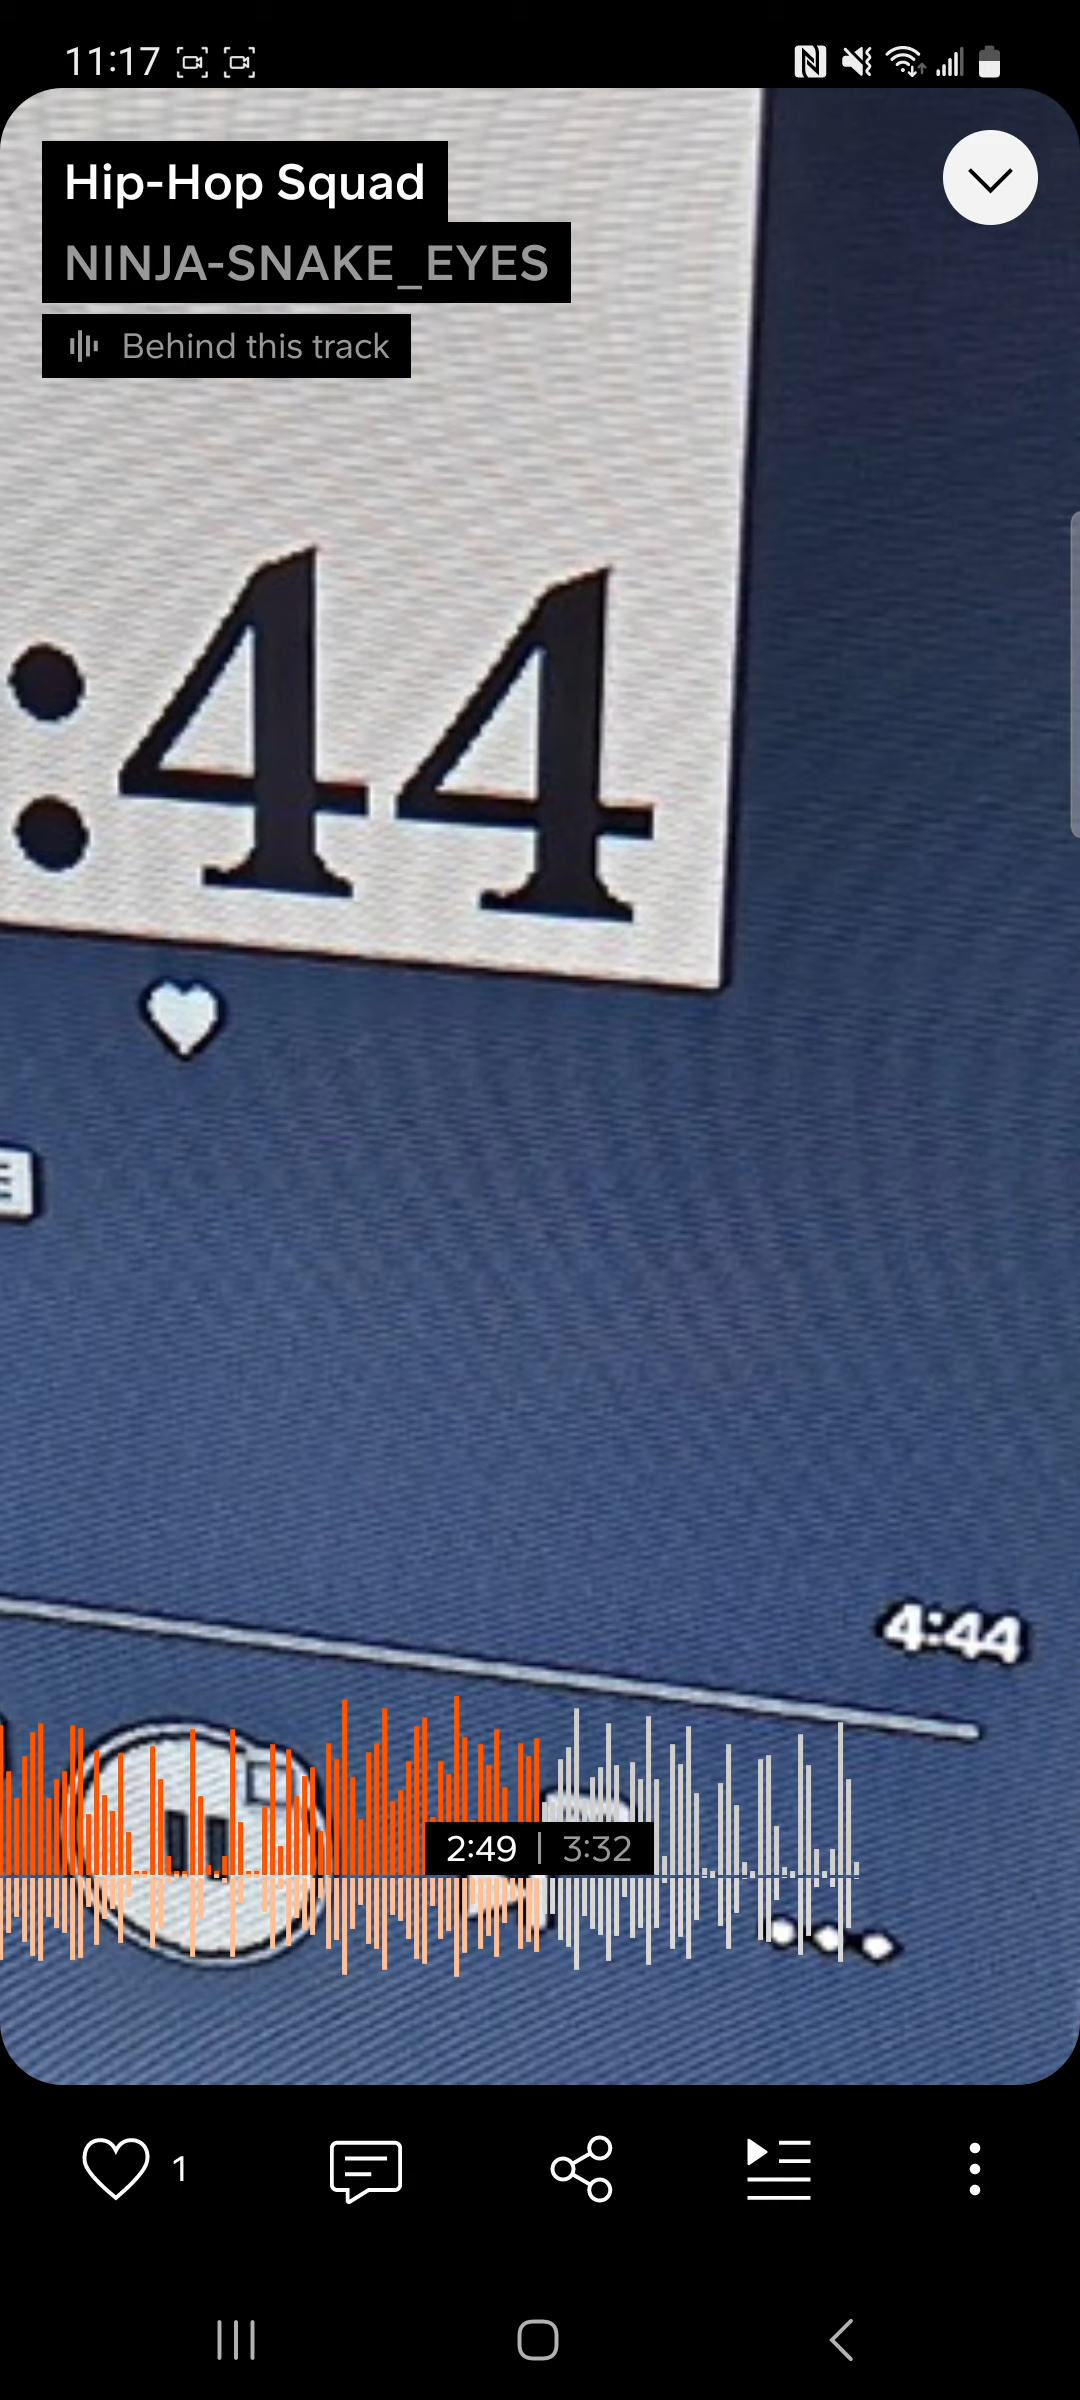 11:17
Hip-Hop Squad
NINJA-SNAKE_EYES
Behind this track
:44
4:44
2:49 | 3:32
1